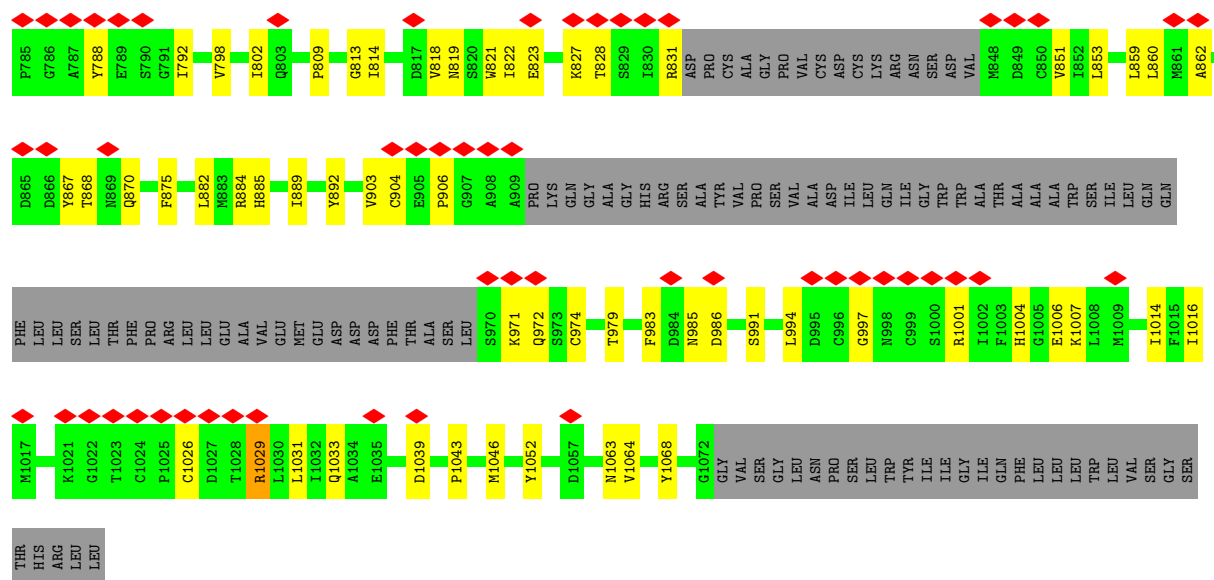 P785 G786 A787 Y788 E789 S790 G791 I792 V798 I802 Q803 P809 G813 I814 D817 V818 N819 S820 W821 I822 E823 K827 T828 S829 I830 R831 ASP PRO CYS ALA GLY PRO VAL CYS ASP CYS LYS ARG ASN SER ASP VAL M848 D849 C850 V851 I852 L853 L859 L860 M861 A862
D865 D866 Y867 T868 N869 Q870 F875 L882 M883 R884 H885 I889 Y892 V903 C904 E905 P906 G907 A908 A909 PRO LYS GLN GLY ALA GLY HIS ARG SER ALA TYR VAL PRO SER VAL ALA ASP ILE LEU GLN ILE GLY TRP TRP ALA THR ALA ALA ALA TRP SER ILE LEU GLN GLN
PHE LEU LEU SER LEU THR PHE PRO ARG LEU LEU GLU ALA VAL GLU MET GLU ASP ASP ASP PHE THR ALA SER LEU S970 K971 Q972 S973 C974 T979 F983 D984 N985 D986 S991 L994 D995 C996 G997 N998 C999 S1000 R1001 I1002 F1003 H1004 G1005 E1006 K1007 L1008 M1009 I1014 F1015 I1016
M1017 K1021 G1022 T1023 C1024 P1025 C1026 D1027 T1028 R1029 L1030 L1031 I1032 Q1033 A1034 E1035 D1039 P1043 M1046 Y1052 D1057 N1063 V1064 Y1068 G1072 GLY VAL SER GLY LEU ASN PRO SER LEU TRP TYR ILE ILE GLY ILE GLN PHE LEU LEU LEU TRP LEU VAL SER GLY SER
THR HIS ARG LEU LEU